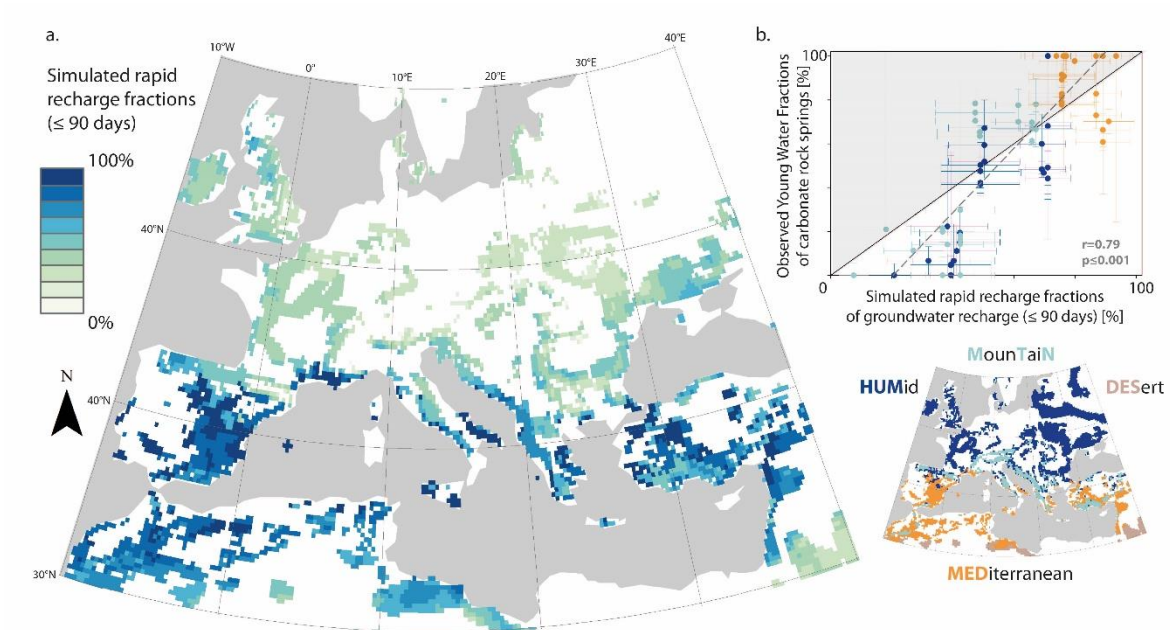 a.
10°W
0°
10°E
20°E
30°E
40°E
Simulated rapid
recharge fractions
(≤ 90 days)
100%
0%
40°N
N
40°N
30°N
b.
100
Observed Young Water Fractions
of carbonate rock springs [%]
r=0.79
p≤0.001
0
0
100
Simulated rapid recharge fractions
of groundwater recharge (≤ 90 days) [%]
MounTaiN
HUMid
DESert
MEDiterranean